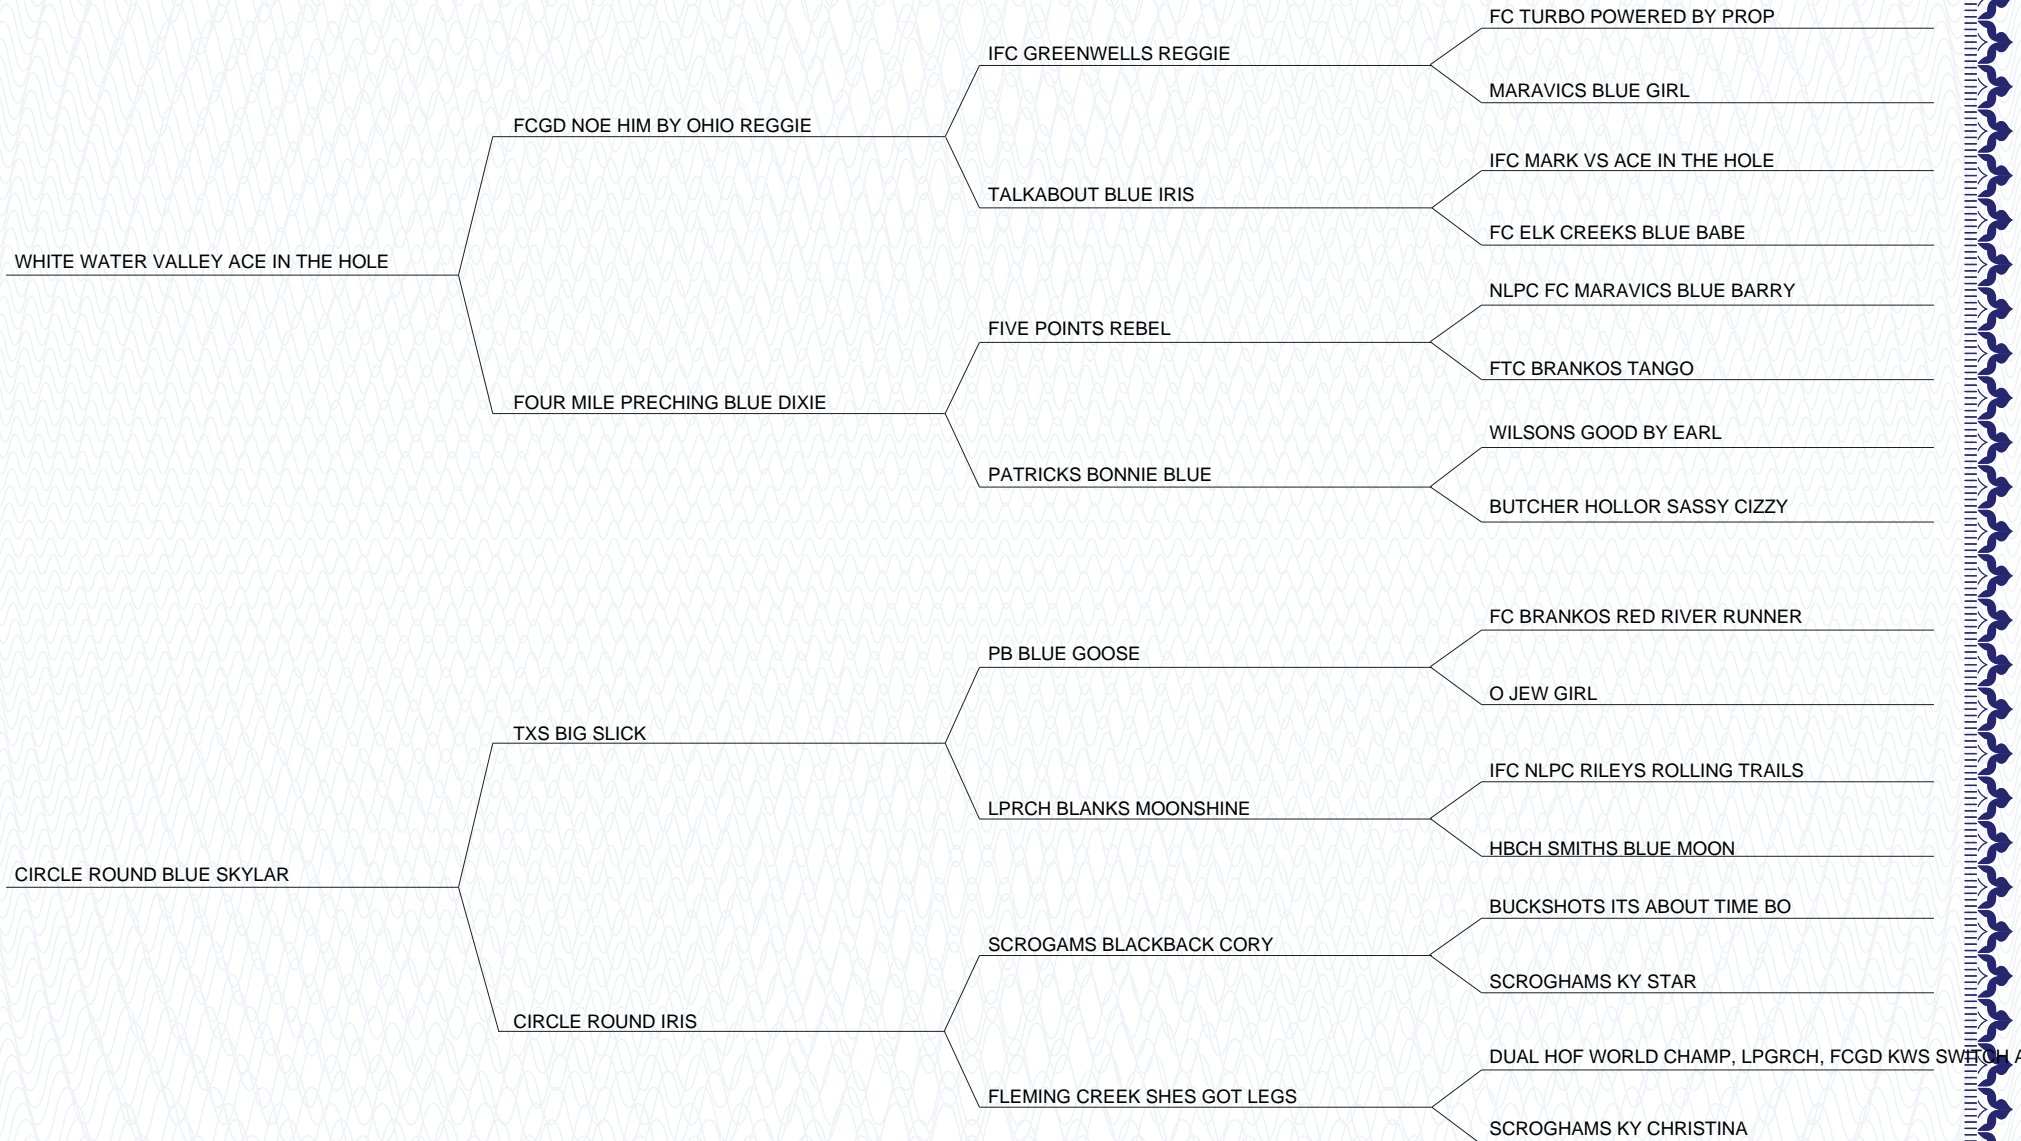 FC TURBO POWERED BY PROP
IFC GREENWELLS REGGIE
MARAVICS BLUE GIRL
FCGD NOE HIM BY OHIO REGGIE
IFC MARK VS ACE IN THE HOLE
TALKABOUT BLUE IRIS
FC ELK CREEKS BLUE BABE
WHITE WATER VALLEY ACE IN THE HOLE
NLPC FC MARAVICS BLUE BARRY
FIVE POINTS REBEL
FTC BRANKOS TANGO
FOUR MILE PRECHING BLUE DIXIE
WILSONS GOOD BY EARL
PATRICKS BONNIE BLUE
BUTCHER HOLLOR SASSY CIZZY
FC BRANKOS RED RIVER RUNNER
PB BLUE GOOSE
O JEW GIRL
TXS BIG SLICK
IFC NLPC RILEYS ROLLING TRAILS
LPRCH BLANKS MOONSHINE
HBCH SMITHS BLUE MOON
CIRCLE ROUND BLUE SKYLAR
BUCKSHOTS ITS ABOUT TIME BO
SCROGAMS BLACKBACK CORY
SCROGHAMS KY STAR
CIRCLE ROUND IRIS
DUAL HOF WORLD CHAMP, LPGRCH, FCGD KWS SWITCH
FLEMING CREEK SHES GOT LEGS
SCROGHAMS KY CHRISTINA